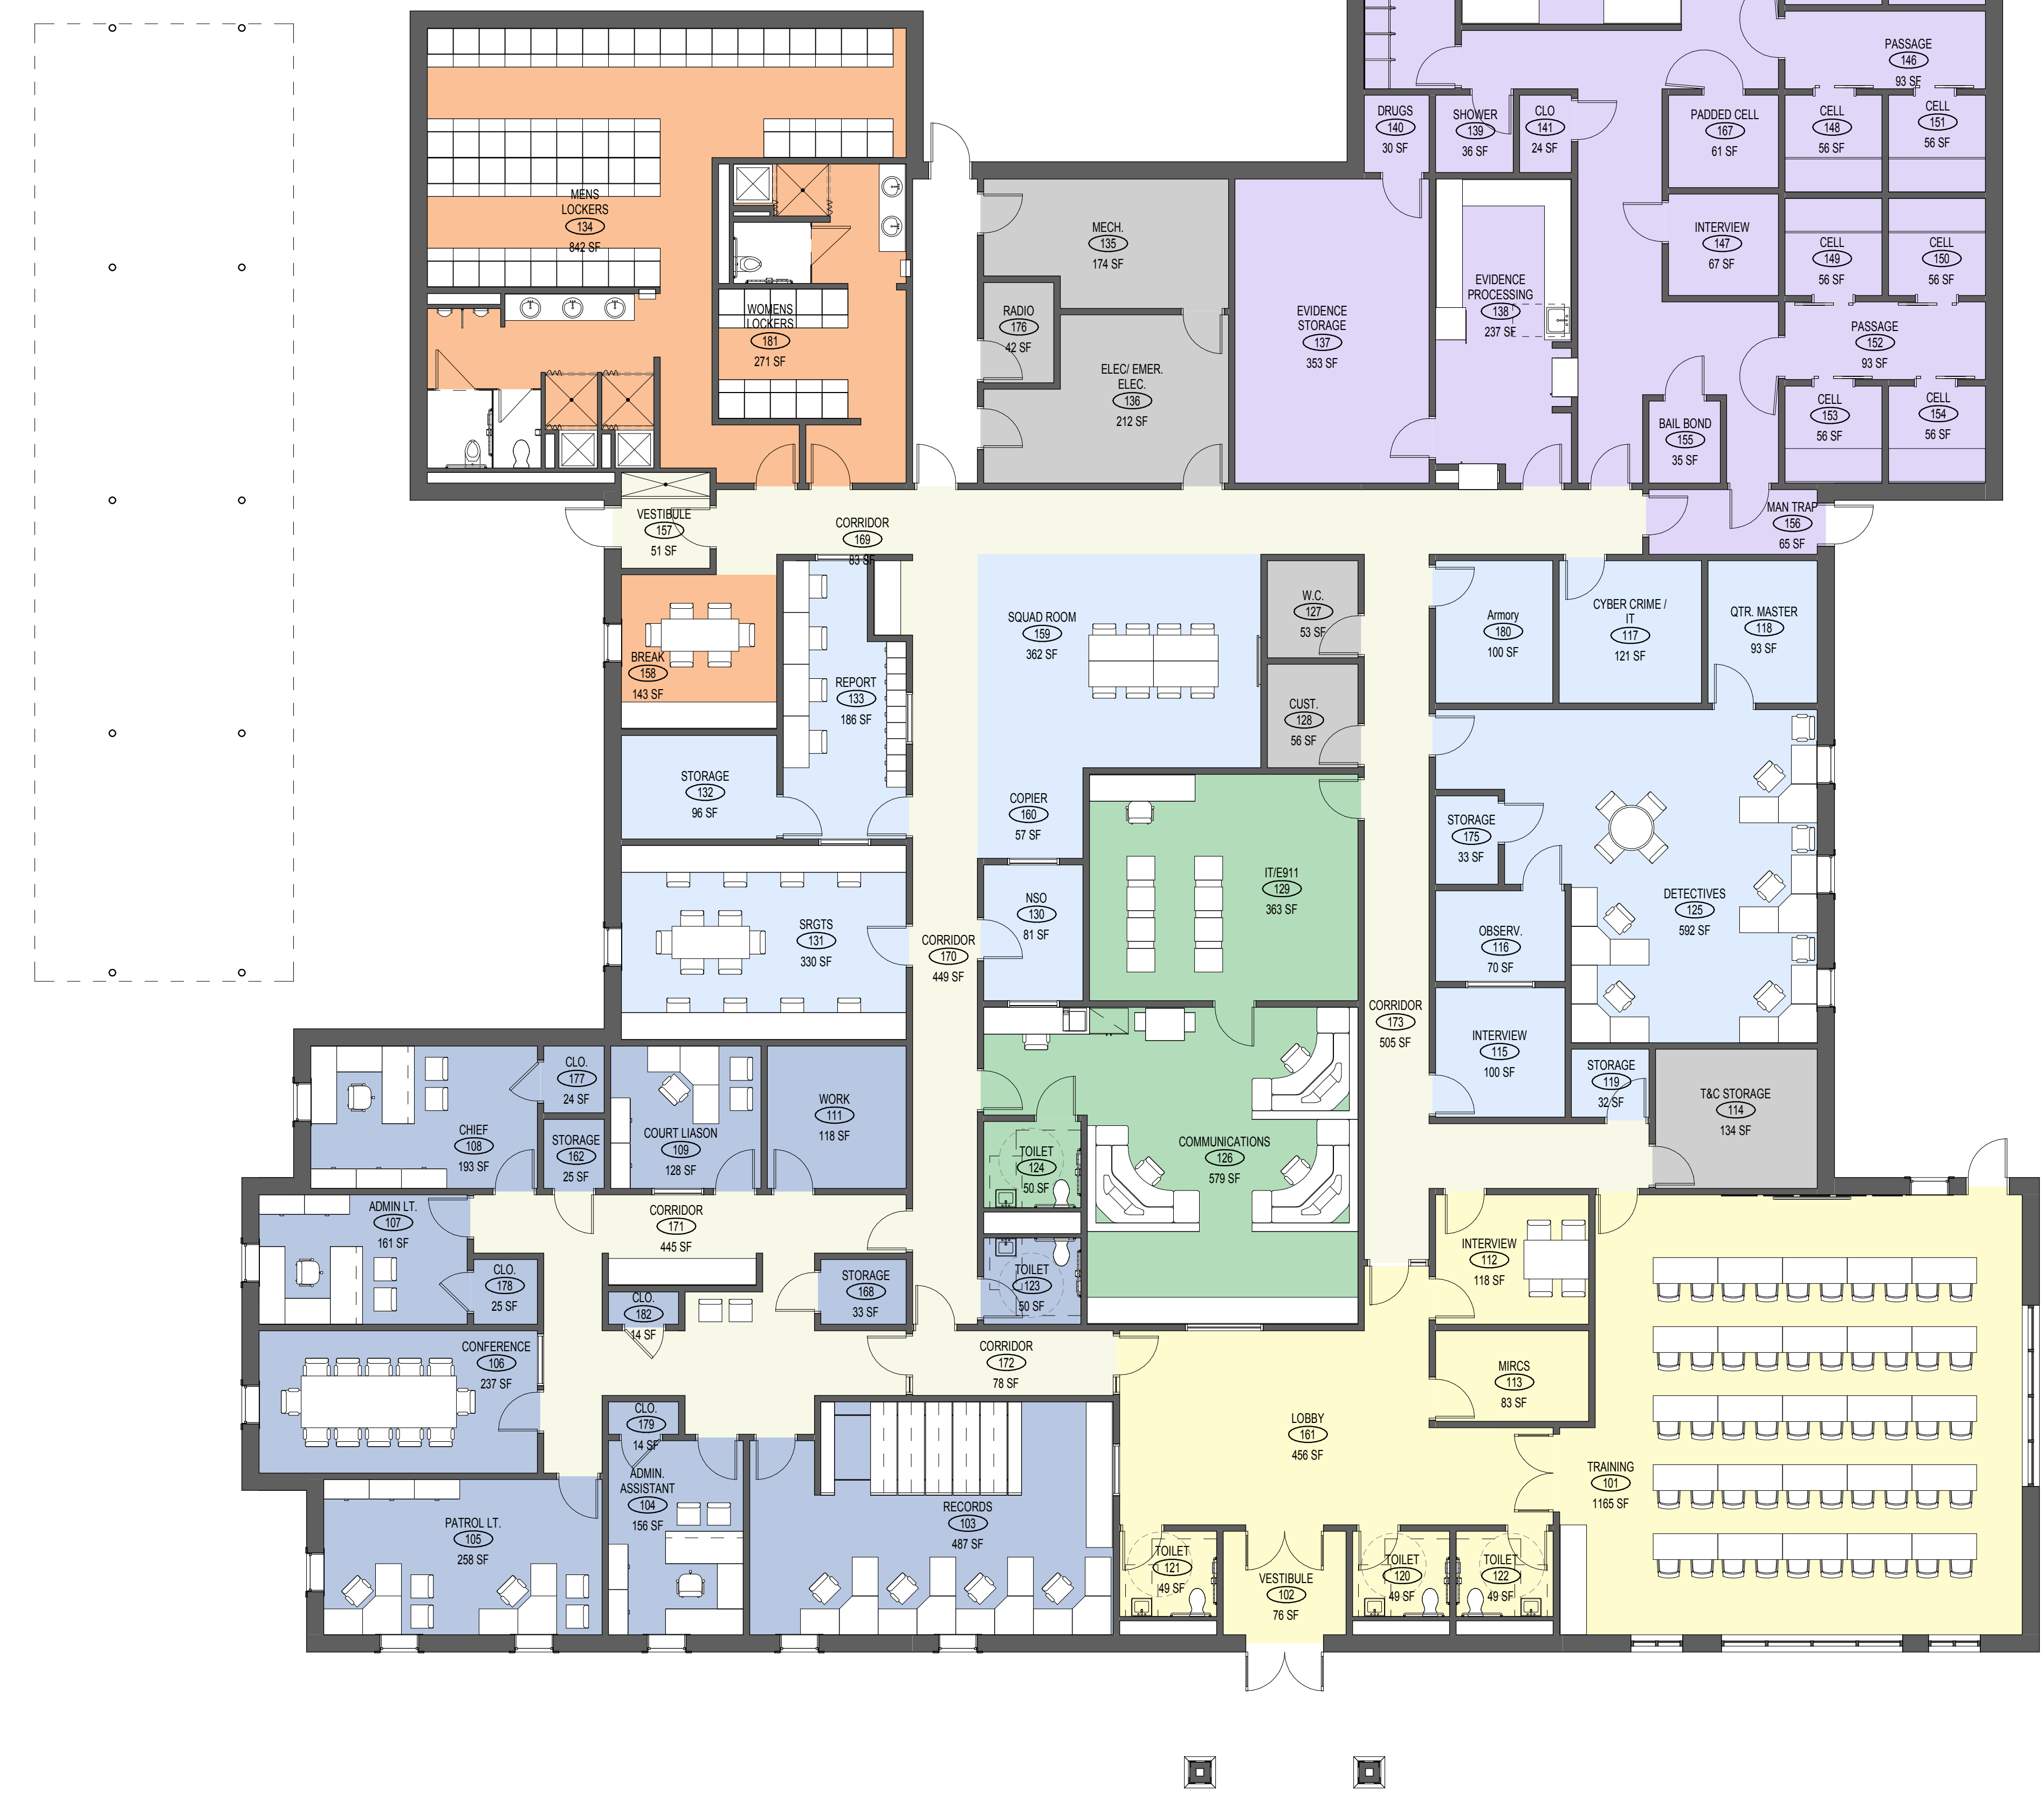 PASSAGE
146
93 SF
DRUGS
140
30 SF
SHOWER
139
36 SF
CLO
141
24 SF
PADDED CELL
167
61 SF
CELL
148
56 SF
CELL
151
56 SF
MENS
LOCKERS
134
842 SF
MECH.
135
174 SF
INTERVIEW
147
67 SF
CELL
149
56 SF
CELL
150
56 SF
WOMENS
LOCKERS
181
271 SF
RADIO
176
42 SF
EVIDENCE
STORAGE
137
353 SF
EVIDENCE
PROCESSING
138
237 SF
PASSAGE
152
93 SF
ELEC/ EMER.
ELEC.
136
212 SF
BAIL BOND
155
35 SF
CELL
153
56 SF
CELL
154
56 SF
VESTIBULE
157
51 SF
CORRIDOR
169
83 SF
MAN TRAP
156
65 SF
BREAK
158
143 SF
REPORT
133
186 SF
SQUAD ROOM
159
362 SF
W.C.
127
53 SF
Armory
180
100 SF
CYBER CRIME /
IT
117
121 SF
QTR. MASTER
118
93 SF
CUST.
128
56 SF
STORAGE
132
96 SF
COPIER
160
57 SF
STORAGE
175
33 SF
IT/E911
129
363 SF
NSO
130
81 SF
DETECTIVES
125
592 SF
SRGTS
131
330 SF
CORRIDOR
170
449 SF
OBSERV.
116
70 SF
CORRIDOR
173
505 SF
INTERVIEW
115
100 SF
STORAGE
119
32 SF
T&C STORAGE
114
134 SF
CLO.
177
24 SF
CHIEF
108
193 SF
STORAGE
162
25 SF
COURT LIASON
109
128 SF
WORK
111
118 SF
TOILET
124
50 SF
COMMUNICATIONS
126
579 SF
ADMIN LT.
107
161 SF
CORRIDOR
171
445 SF
CLO.
178
25 SF
CLO.
182
14 SF
STORAGE
168
33 SF
TOILET
123
50 SF
INTERVIEW
112
118 SF
CONFERENCE
106
237 SF
CORRIDOR
172
78 SF
MIRCS
113
83 SF
CLO.
179
14 SF
LOBBY
161
456 SF
ADMIN.
ASSISTANT
104
156 SF
TRAINING
101
1165 SF
PATROL LT.
105
258 SF
RECORDS
103
487 SF
TOILET
121
49 SF
VESTIBULE
102
76 SF
TOILET
120
49 SF
TOILET
122
49 SF